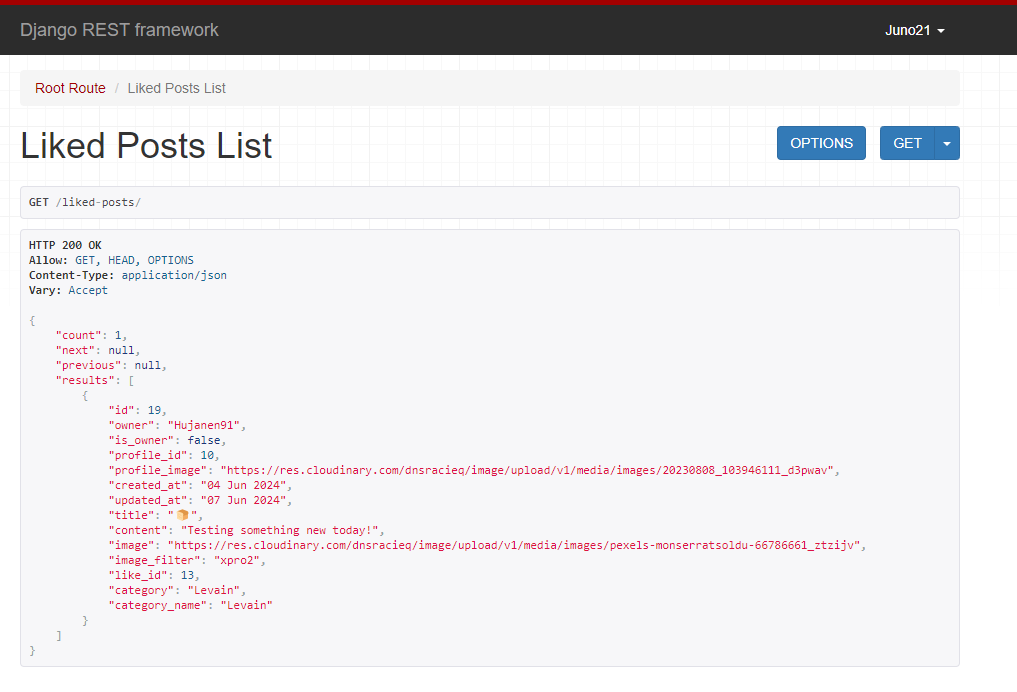 Django REST framework
Juno21
Root Route / Liked Posts List
Liked Posts List
OPTIONS
GET
GET /liked-posts/
HTTP 200 OK
Allow: GET, HEAD, OPTIONS
Content-Type: application/json
Vary: Accept
{
    "count": 1,
    "next": null,
    "previous": null,
    "results": [
        {
            "id": 19,
            "owner": "Hujanen91",
            "is_owner": false,
            "profile_id": 10,
            "profile_image": "https://res.cloudinary.com/dnsracieq/image/upload/v1/media/images/20230808_103946111_d3pwav",
            "created_at": "04 Jun 2024",
            "updated_at": "07 Jun 2024",
            "title": "🍞",
            "content": "Testing something new today!",
            "image": "https://res.cloudinary.com/dnsracieq/image/upload/v1/media/images/pexels-monserratsoldu-66786661_ztzijv",
            "image_filter": "xpro2",
            "like_id": 13,
            "category": "Levain",
            "category_name": "Levain"
        }
    ]
}